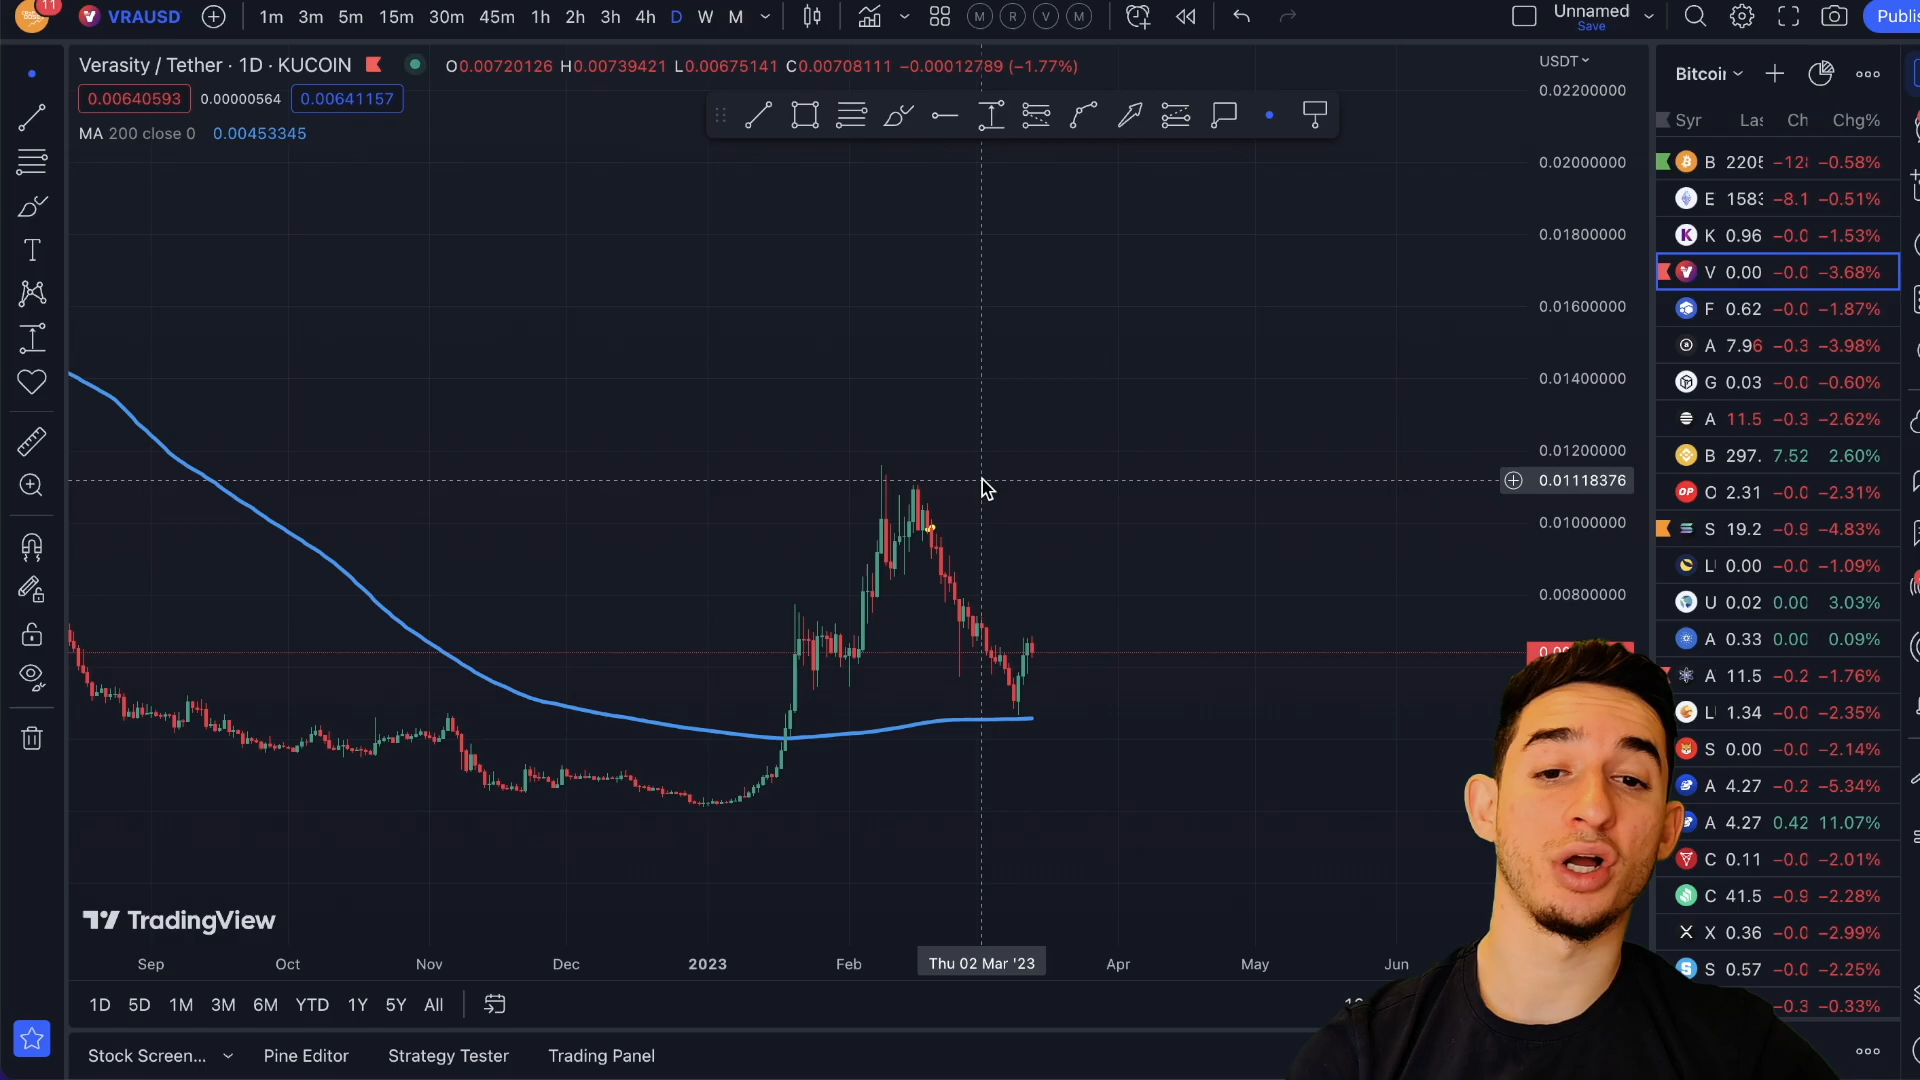 11
VRAUSD
1m 3m 5m 15m 30m 45m 1h 2h 3h 4h D W M
M R V M
Unnamed
Save
Publis
Verasity / Tether · 1D · KUCOIN
O0.00720126 H0.00739421 L0.00675141 C0.00708111 −0.00012789 (−1.77%)
0.00640593 0.00000564 0.00641157
MA 200 close 0 0.00453345
USDT
0.02200000
0.02000000
0.01800000
0.01600000
0.01400000
0.01200000
0.01118376
0.01000000
0.00800000
Bitcoi
Syr Las Ch Chg%
B 2205 −128 −0.58%
E 1583 −8.1 −0.51%
K 0.96 −0.0 −1.53%
V 0.00 −0.0 −3.68%
F 0.62 −0.0 −1.87%
A 7.96 −0.3 −3.98%
G 0.03 −0.0 −0.60%
A 11.5 −0.3 −2.62%
B 297. 7.52 2.60%
OP O 2.31 −0.0 −2.31%
S 19.2 −0.9 −4.83%
L 0.00 −0.0 −1.09%
U 0.02 0.00 3.03%
A 0.33 0.00 0.09%
A 11.5 −0.2 −1.76%
L 1.34 −0.0 −2.35%
S 0.00 −0.0 −2.14%
A 4.27 −0.2 −5.34%
A 4.27 0.42 11.07%
C 0.11 −0.0 −2.01%
C 41.5 −0.9 −2.28%
X 0.36 −0.0 −2.99%
S 0.57 −0.0 −2.25%
−0.3 −0.33%
TradingView
Sep Oct Nov Dec 2023 Feb Thu 02 Mar '23 Apr May Jun
1D 5D 1M 3M 6M YTD 1Y 5Y All
Stock Screen... Pine Editor Strategy Tester Trading Panel